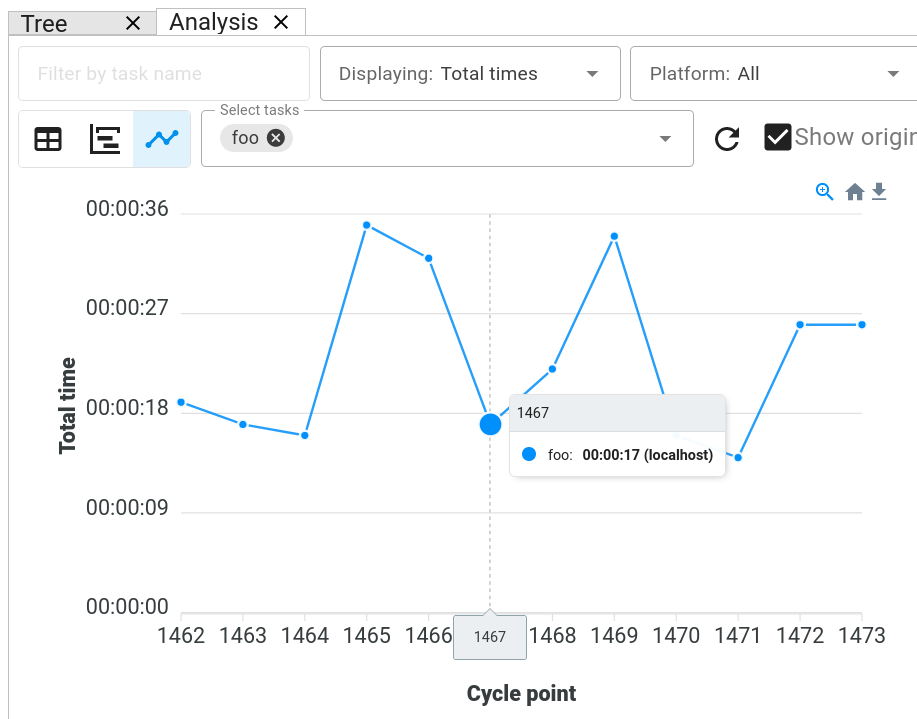 Tree
Analysis
Filter by task name
Displaying: Total times
Platform: All
Select tasks
foo
Show origin
00:00:36
00:00:27
00:00:18
00:00:09
00:00:00
Total time
1467
foo: 00:00:17 (localhost)
1462 1463 1464 1465 1466 1467 1468 1469 1470 1471 1472 1473
Cycle point